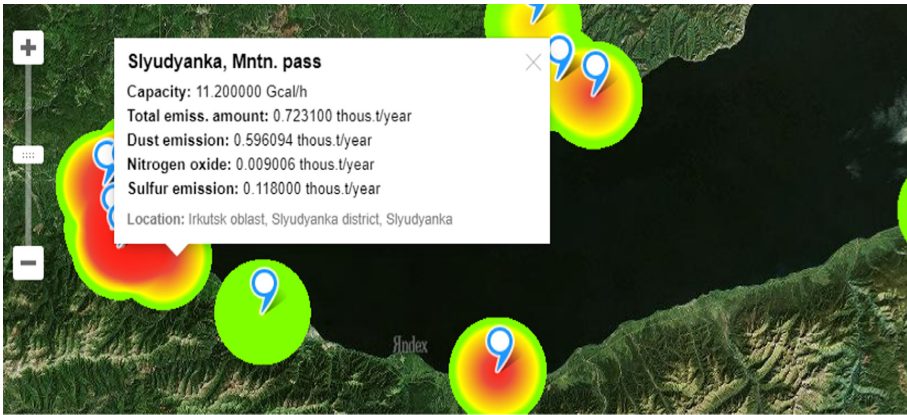 Slyudyanka, Mntn. pass
Capacity: 11.200000 Gcal/h
Total emiss. amount: 0.723100 thous.t/year
Dust emission: 0.596094 thous.t/year
Nitrogen oxide: 0.009006 thous.t/year
Sulfur emission: 0.118000 thous.t/year
Location: Irkutsk oblast, Slyudyanka district, Slyudyanka
Яndex